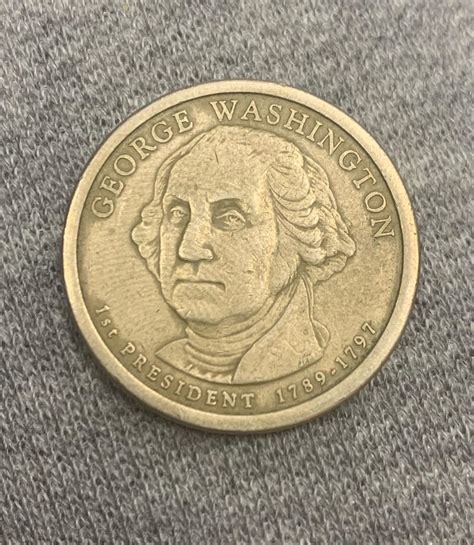 GEORGE WASHINGTON
1st PRESIDENT 1789-1797